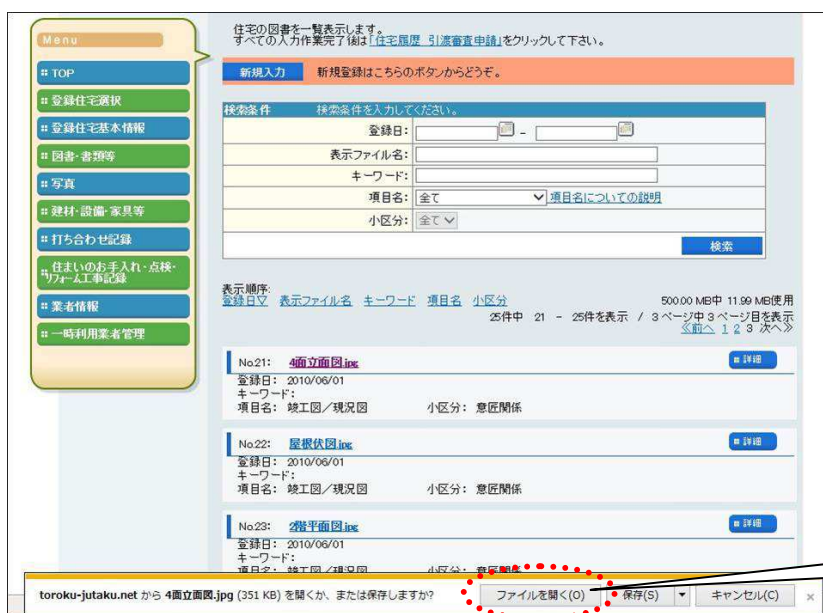 Menu
TOP
登録住宅選択
登録住宅基本情報
図書・書類等
写真
建材・設備・家具等
打ち合わせ記録
住まいのお手入れ・点検・
リフォーム工事記録
業者情報
一時利用業者管理
住宅の図書を一覧表示します。
すべての入力作業完了後は「住宅履歴 引渡審査申請」をクリックして下さい。
新規入力 新規登録はこちらのボタンからどうぞ。
検索条件 検索条件を入力してください。
登録日: -
表示ファイル名:
キーワード:
項目名: 全て 項目名についての説明
小区分: 全て
検索
表示順序:
登録日▽ 表示ファイル名 キーワード 項目名 小区分
500.00 MB中 11.99 MB使用
25件中 21 - 25件を表示 / 3ページ中3ページ目を表示
≪前へ 1 2 3 次へ≫
No.21: 4面立面図.jpg 詳細
登録日: 2010/06/01
キーワード:
項目名: 竣工図/現況図 小区分: 意匠関係
No.22: 屋根伏図.jpg 詳細
登録日: 2010/06/01
キーワード:
項目名: 竣工図/現況図 小区分: 意匠関係
No.23: 2階平面図.jpg 詳細
登録日: 2010/06/01
キーワード:
項目名: 竣工図/現況図 小区分: 意匠関係
toroku-jutaku.net から 4面立面図.jpg (351 KB) を開くか、または保存しますか? ファイルを開く(O) 保存(S) ▼ キャンセル(C) ×